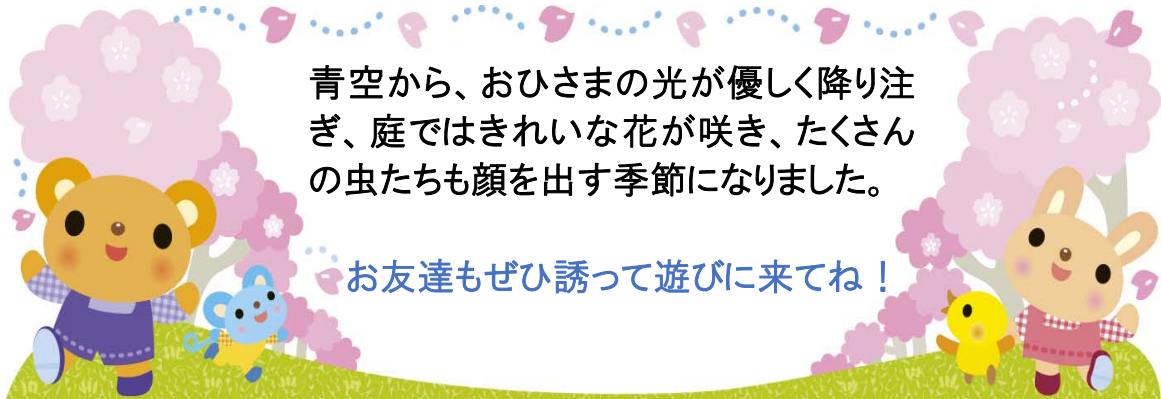 青空から、おひさまの光が優しく降り注
ぎ、庭ではきれいな花が咲き、たくさん
の虫たちも顔を出す季節になりました。
お友達もぜひ誘って遊びに来てね！